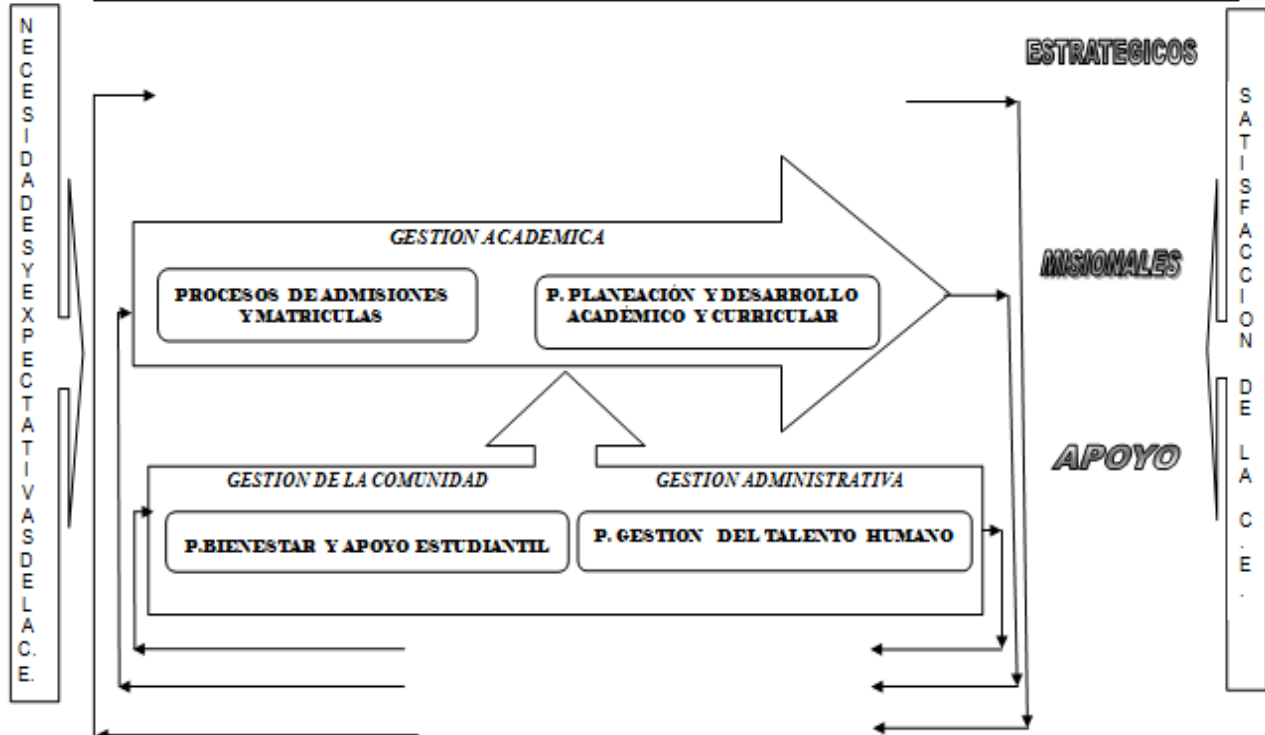 NECESIDADES Y EXPECTATIVAS DE LA C.E.
ESTRATEGICOS
GESTION ACADEMICA
PROCESOS DE ADMISIONES
Y MATRICULAS
P. PLANEACIÓN Y DESARROLLO
ACADÉMICO Y CURRICULAR
MISIONALES
GESTION DE LA COMUNIDAD
P.BIENESTAR Y APOYO ESTUDIANTIL
GESTION ADMINISTRATIVA
P. GESTION DEL TALENTO HUMANO
APOYO
SATISFACCION DE LA C.E.